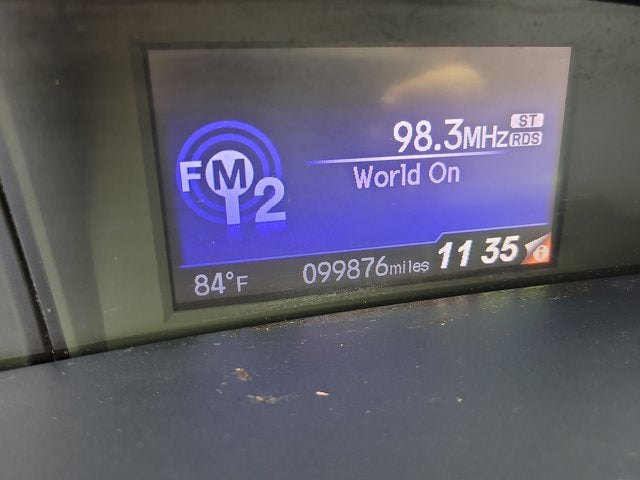 98.3MHz ST
RDS
FM2
World On
84°F 099876miles 11 35 i